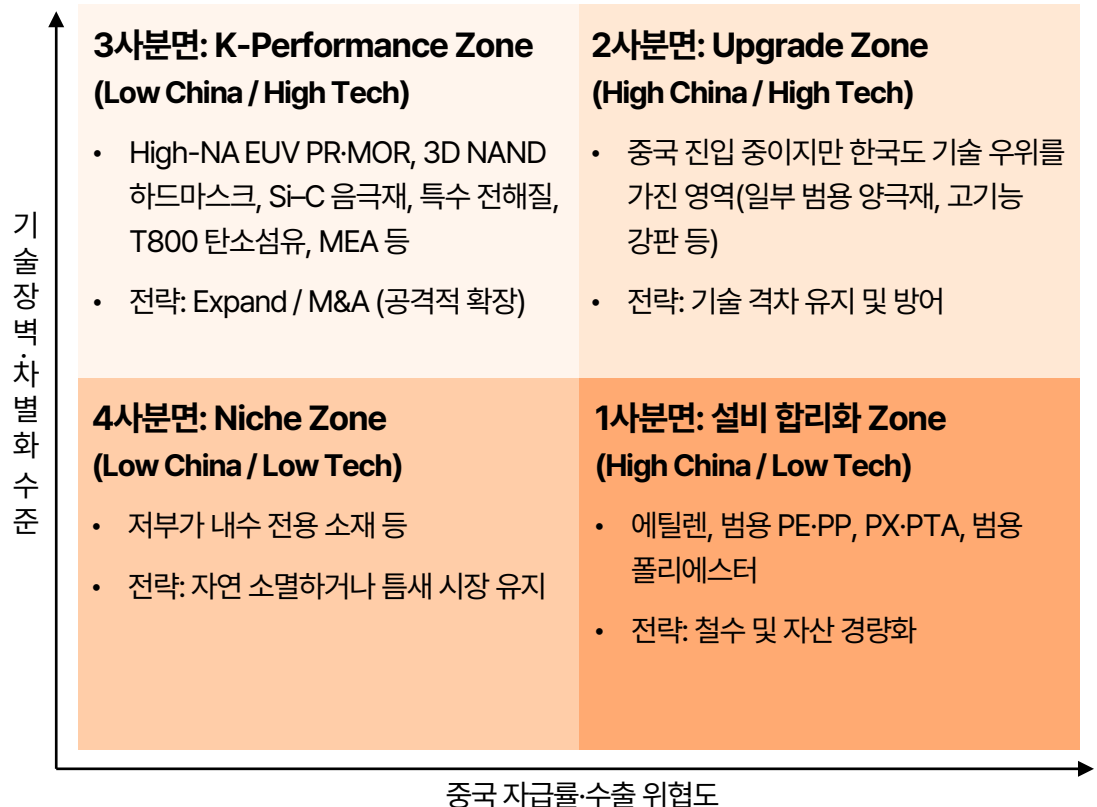 기술장벽·차별화 수준
3사분면: K-Performance Zone
(Low China / High Tech)
• High-NA EUV PR·MOR, 3D NAND
하드마스크, Si–C 음극재, 특수 전해질,
T800 탄소섬유, MEA 등
• 전략: Expand / M&A (공격적 확장)
2사분면: Upgrade Zone
(High China / High Tech)
• 중국 진입 중이지만 한국도 기술 우위를
가진 영역(일부 범용 양극재, 고기능
강판 등)
• 전략: 기술 격차 유지 및 방어
4사분면: Niche Zone
(Low China / Low Tech)
• 저부가 내수 전용 소재 등
• 전략: 자연 소멸하거나 틈새 시장 유지
1사분면: 설비 합리화 Zone
(High China / Low Tech)
• 에틸렌, 범용 PE·PP, PX·PTA, 범용
폴리에스터
• 전략: 철수 및 자산 경량화
중국 자급률·수출 위협도